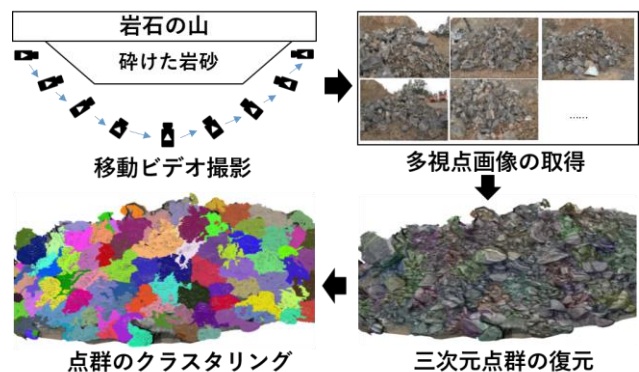 岩石の山
砕けた岩砂
移動ビデオ撮影
……
多視点画像の取得
点群のクラスタリング
三次元点群の復元